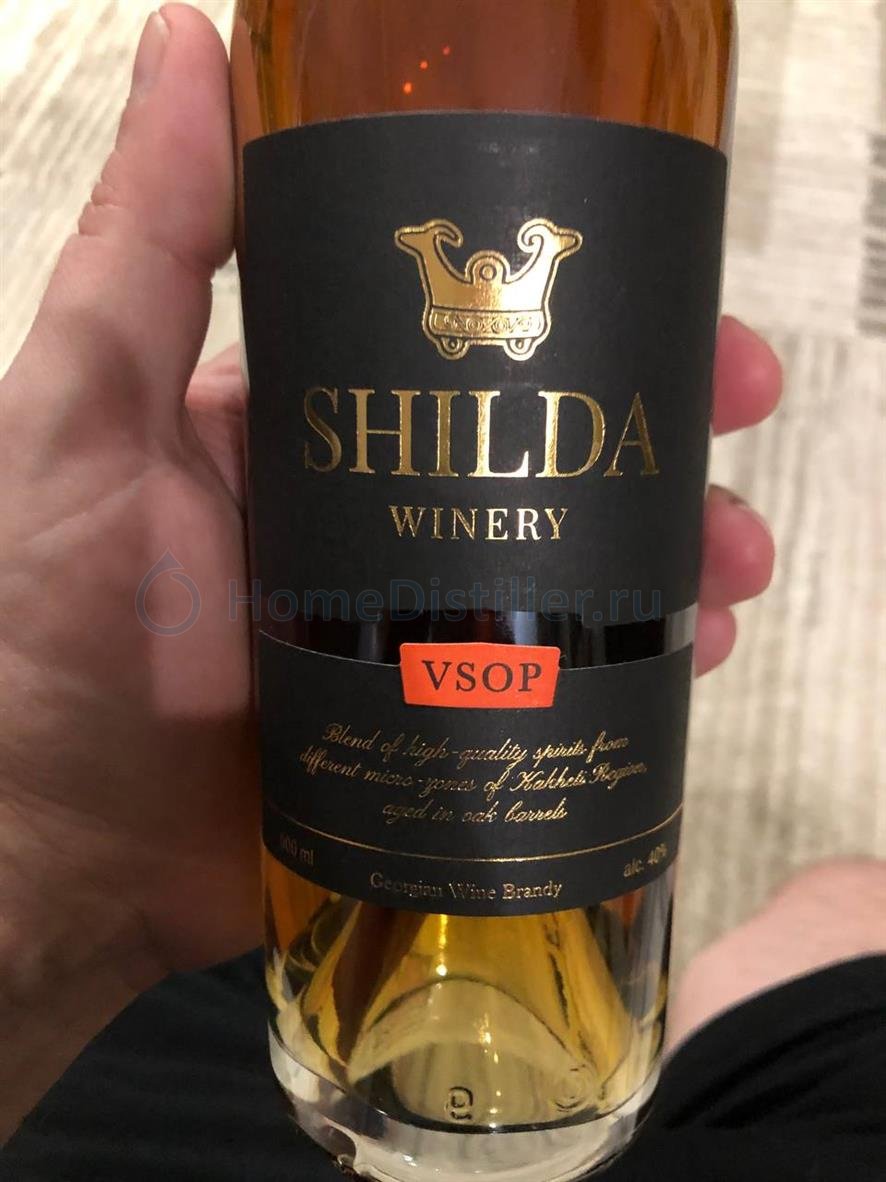 SHILDA
WINERY
HomeDistiller.ru
VSOP
Blend of high-quality spirits from
different micro-zones of Kakheti Region,
aged in oak barrels
ml
alc. 40%
Georgian Wine Brandy